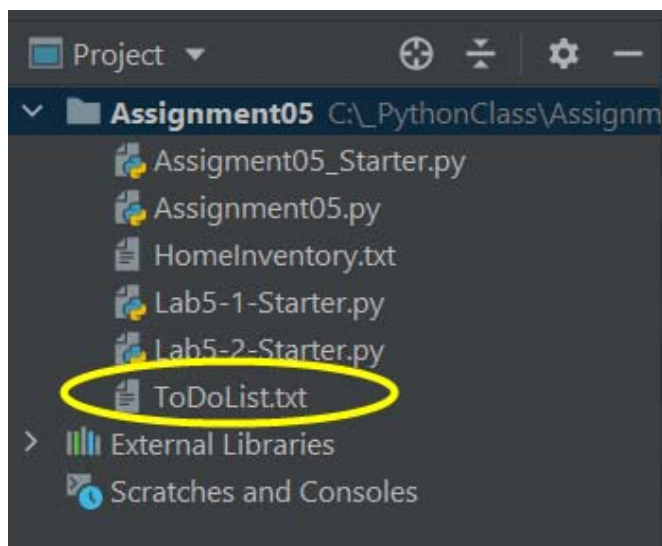 Project
Assignment05 C:\_PythonClass\Assignm
Assigment05_Starter.py
Assignment05.py
HomeInventory.txt
Lab5-1-Starter.py
Lab5-2-Starter.py
ToDoList.txt
External Libraries
Scratches and Consoles